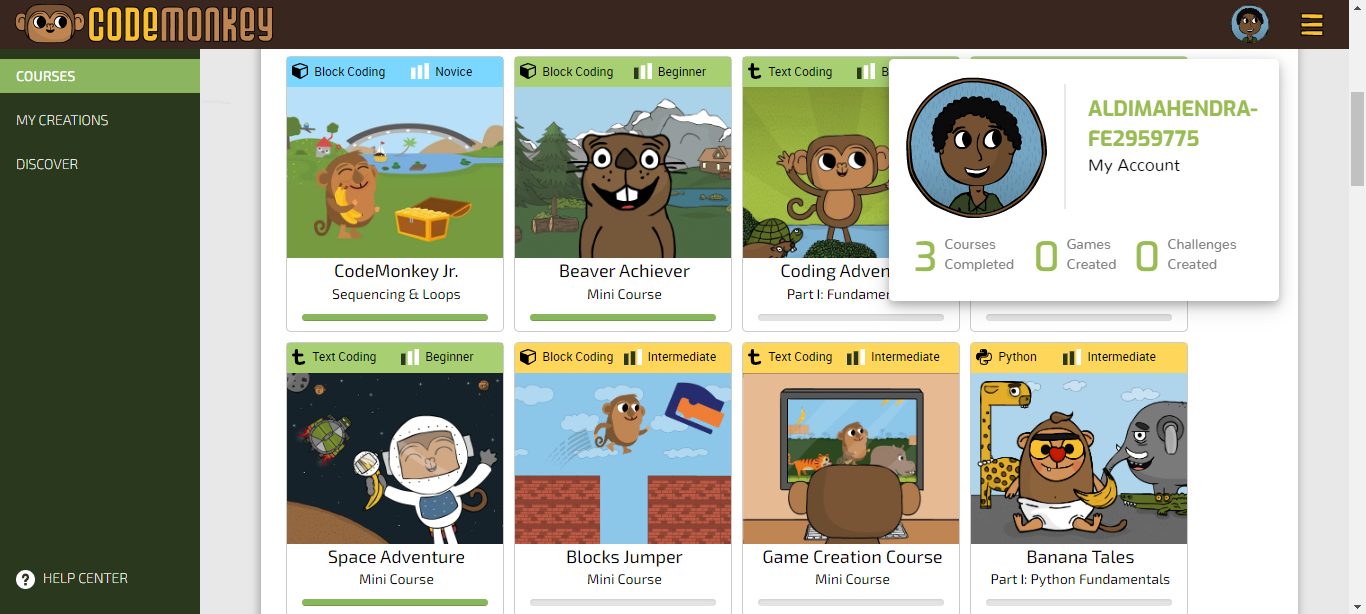 CODEMONKEY
COURSES
MY CREATIONS
DISCOVER
HELP CENTER
Block Coding Novice
CodeMonkey Jr.
Sequencing & Loops
Block Coding Beginner
Beaver Achiever
Mini Course
Text Coding B
Coding Adven
Part I: Fundamen
ALDIMAHENDRA-
FE2959775
My Account
3 Courses
Completed
0 Games
Created
0 Challenges
Created
Text Coding Beginner
Space Adventure
Mini Course
Block Coding Intermediate
Blocks Jumper
Mini Course
Text Coding Intermediate
Game Creation Course
Mini Course
Python Intermediate
Banana Tales
Part I: Python Fundamentals